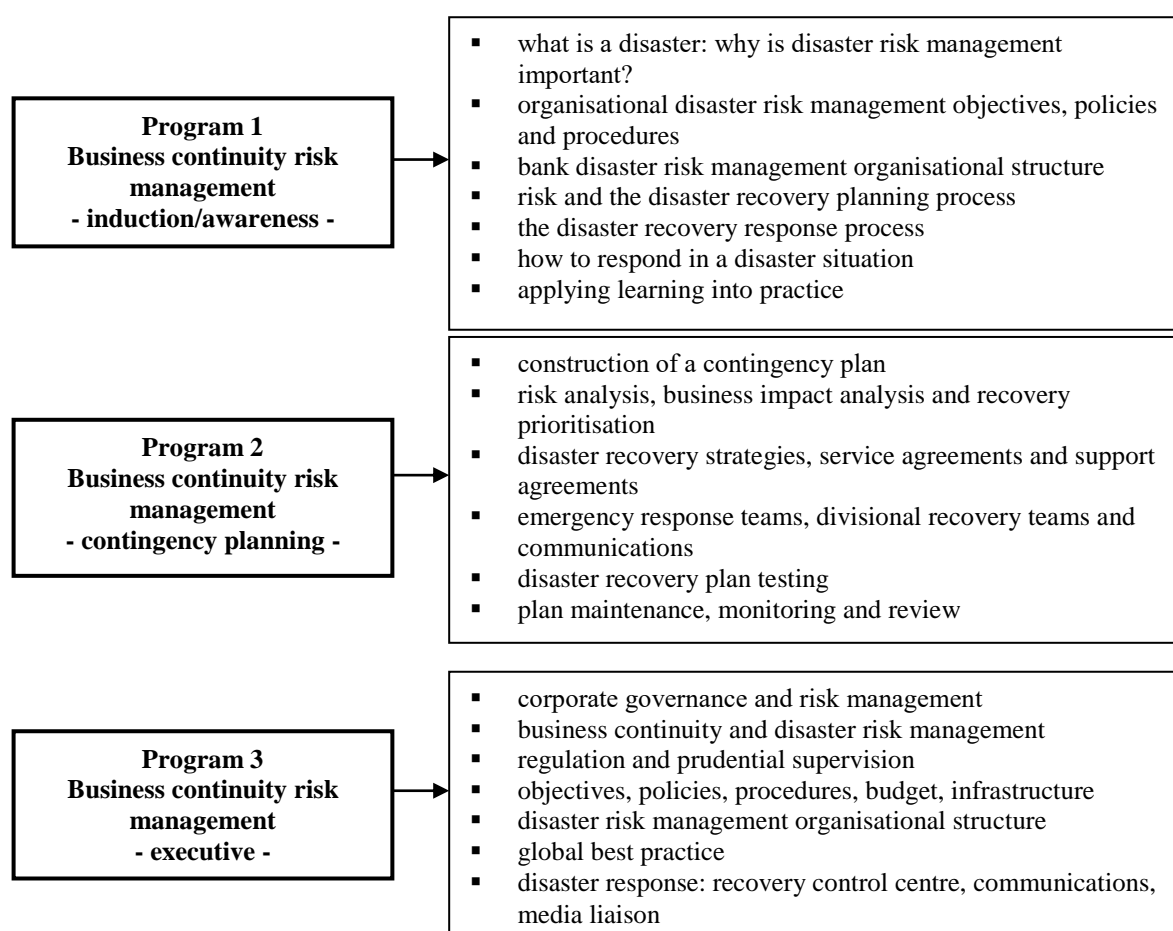 Program 1
Business continuity risk
management
- induction/awareness -
▪ what is a disaster: why is disaster risk management
important?
▪ organisational disaster risk management objectives, policies
and procedures
▪ bank disaster risk management organisational structure
▪ risk and the disaster recovery planning process
▪ the disaster recovery response process
▪ how to respond in a disaster situation
▪ applying learning into practice
Program 2
Business continuity risk
management
- contingency planning -
▪ construction of a contingency plan
▪ risk analysis, business impact analysis and recovery
prioritisation
▪ disaster recovery strategies, service agreements and support
agreements
▪ emergency response teams, divisional recovery teams and
communications
▪ disaster recovery plan testing
▪ plan maintenance, monitoring and review
Program 3
Business continuity risk
management
- executive -
▪ corporate governance and risk management
▪ business continuity and disaster risk management
▪ regulation and prudential supervision
▪ objectives, policies, procedures, budget, infrastructure
▪ disaster risk management organisational structure
▪ global best practice
▪ disaster response: recovery control centre, communications,
media liaison